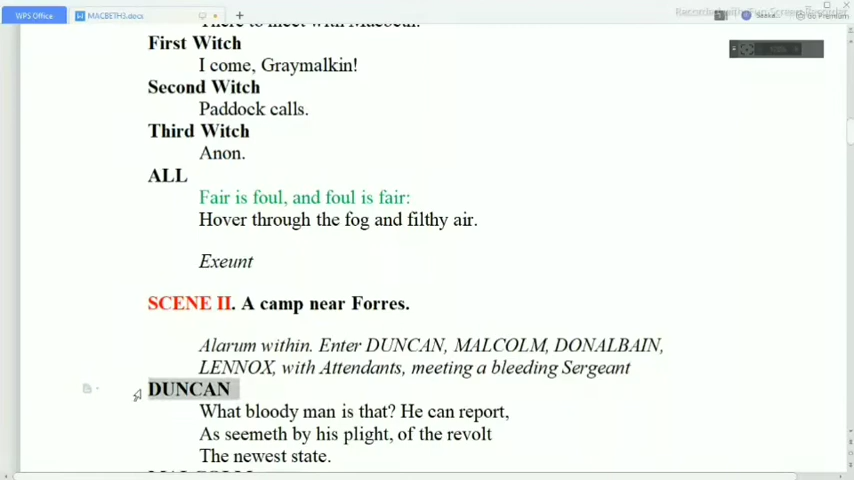 WPS Office
MACBETH3.docx
Go Premium
First Witch
I come, Graymalkin!
Second Witch
Paddock calls.
Third Witch
Anon.
ALL
Fair is foul, and foul is fair:
Hover through the fog and filthy air.
Exeunt
SCENE II. A camp near Forres.
Alarum within. Enter DUNCAN, MALCOLM, DONALBAIN,
LENNOX, with Attendants, meeting a bleeding Sergeant
DUNCAN
What bloody man is that? He can report,
As seemeth by his plight, of the revolt
The newest state.